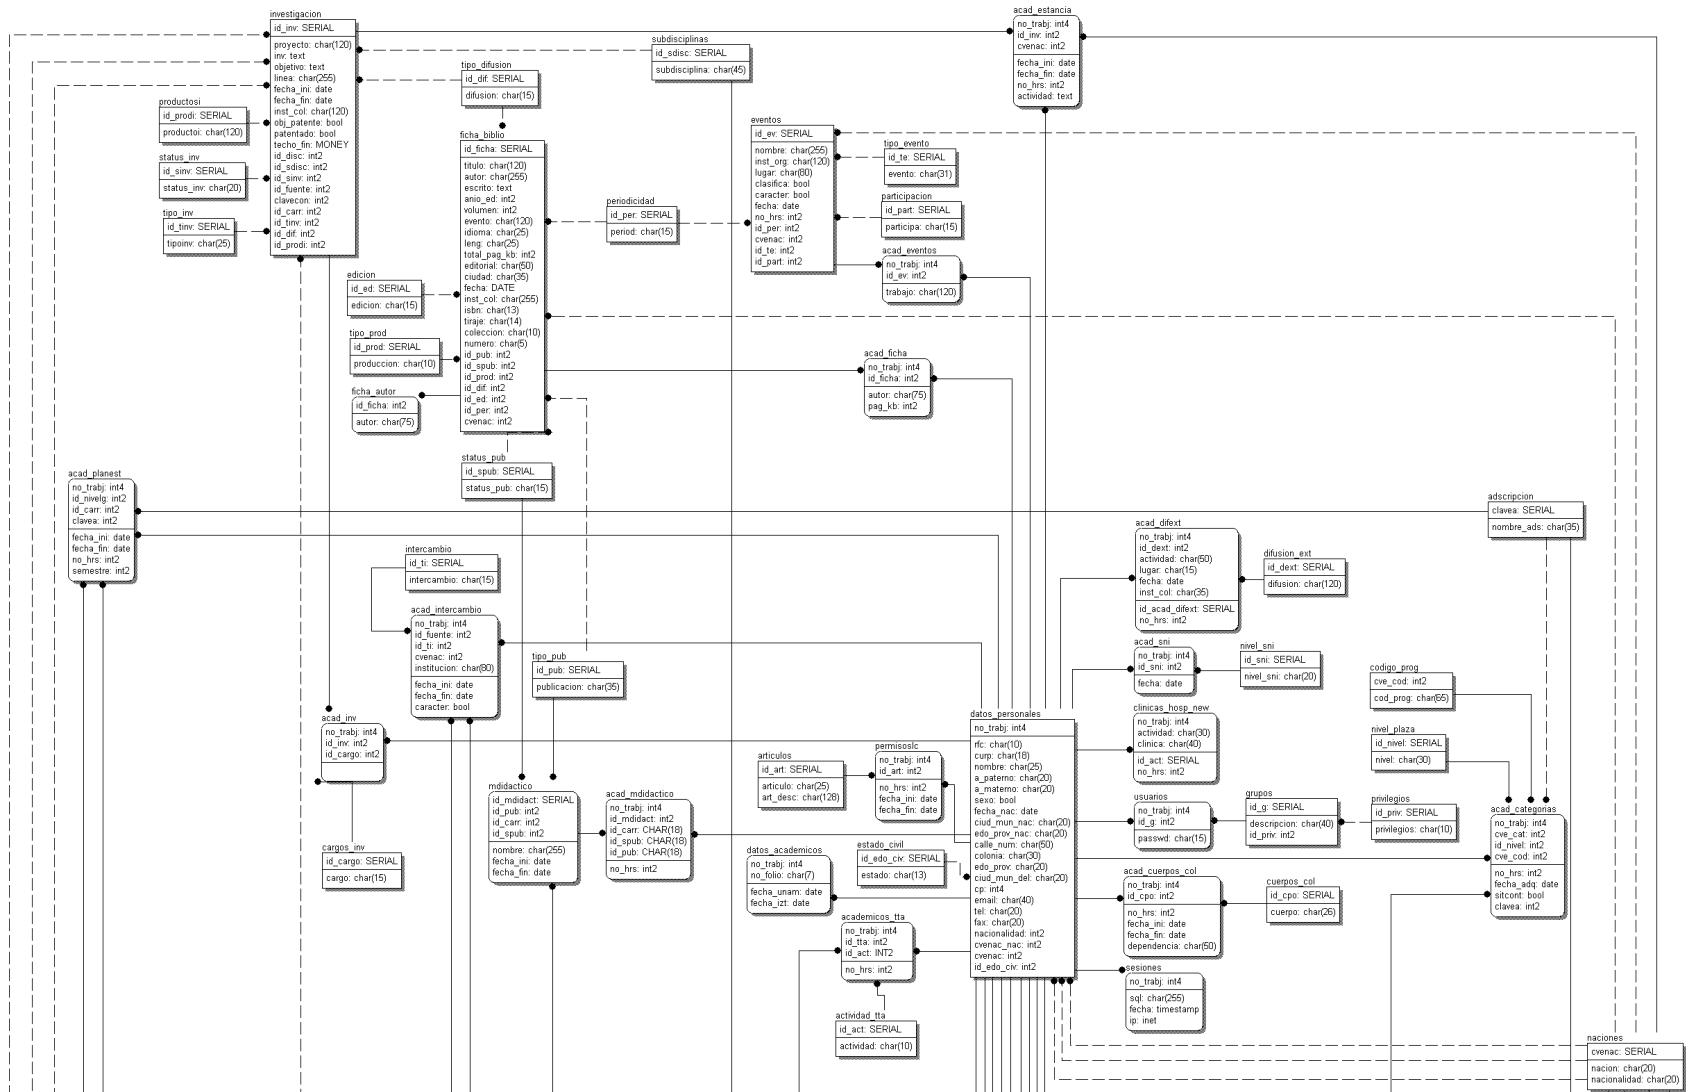 investigacion
id_inv: SERIAL
proyecto: char(120)
inv: text
objetivo: text
linea: char(255)
fecha_ini: date
fecha_fin: date
inst_col: char(120)
obj_patente: bool
patentado: bool
techo_fin: MONEY
id_disc: int2
id_sdisc: int2
id_sinv: int2
id_fuente: int2
clavecon: int2
id_carr: int2
id_tinv: int2
id_dif: int2
id_prodi: int2
productosi
id_prodi: SERIAL
productoi: char(120)
status_inv
id_sinv: SERIAL
status_inv: char(20)
tipo_inv
id_tinv: SERIAL
tipoinv: char(25)
subdisciplinas
id_sdisc: SERIAL
subdisciplina: char(45)
tipo_difusion
id_dif: SERIAL
difusion: char(15)
ficha_biblio
id_ficha: SERIAL
titulo: char(120)
autor: char(255)
escrito: text
anio_ed: int2
volumen: int2
evento: char(120)
idioma: char(25)
leng: char(25)
total_pag_kb: int2
editorial: char(50)
ciudad: char(35)
fecha: DATE
inst_col: char(255)
isbn: char(13)
tiraje: char(14)
coleccion: char(10)
numero: char(5)
id_pub: int2
id_spub: int2
id_prod: int2
id_dif: int2
id_ed: int2
id_per: int2
cvenac: int2
periodicidad
id_per: SERIAL
period: char(15)
edicion
id_ed: SERIAL
edicion: char(15)
tipo_prod
id_prod: SERIAL
produccion: char(10)
ficha_autor
id_ficha: int2
autor: char(75)
status_pub
id_spub: SERIAL
status_pub: char(15)
acad_estancia
no_trabj: int4
id_inv: int2
cvenac: int2
fecha_ini: date
fecha_fin: date
no_hrs: int2
actividad: text
eventos
id_ev: SERIAL
nombre: char(255)
inst_org: char(120)
lugar: char(80)
clasifica: bool
caracter: bool
fecha: date
no_hrs: int2
id_per: int2
cvenac: int2
id_te: int2
id_part: int2
tipo_evento
id_te: SERIAL
evento: char(31)
participacion
id_part: SERIAL
participa: char(15)
acad_eventos
no_trabj: int4
id_ev: int2
trabajo: char(120)
acad_ficha
no_trabj: int4
id_ficha: int2
autor: char(75)
pag_kb: int2
acad_planest
no_trabj: int4
id_nivelg: int2
id_carr: int2
clavea: int2
fecha_ini: date
fecha_fin: date
no_hrs: int2
semestre: int2
adscripcion
clavea: SERIAL
nombre_ads: char(35)
intercambio
id_ti: SERIAL
intercambio: char(15)
acad_intercambio
no_trabj: int4
id_fuente: int2
id_ti: int2
cvenac: int2
institucion: char(80)
fecha_ini: date
fecha_fin: date
caracter: bool
tipo_pub
id_pub: SERIAL
publicacion: char(35)
acad_difext
no_trabj: int4
id_dext: int2
actividad: char(50)
lugar: char(15)
fecha: date
inst_col: char(35)
id_acad_difext: SERIAL
no_hrs: int2
difusion_ext
id_dext: SERIAL
difusion: char(120)
acad_sni
no_trabj: int4
id_sni: int2
fecha: date
nivel_sni
id_sni: SERIAL
nivel_sni: char(20)
codigo_prog
cve_cod: int2
cod_prog: char(65)
nivel_plaza
id_nivel: SERIAL
nivel: char(30)
acad_inv
no_trabj: int4
id_inv: int2
id_cargo: int2
cargos_inv
id_cargo: SERIAL
cargo: char(15)
mdidactico
id_mdidact: SERIAL
id_pub: int2
id_carr: int2
id_spub: int2
nombre: char(255)
fecha_ini: date
fecha_fin: date
acad_mdidactico
no_trabj: int4
id_mdidact: int2
id_carr: CHAR(18)
id_spub: CHAR(18)
id_pub: CHAR(18)
no_hrs: int2
articulos
id_art: SERIAL
articulo: char(25)
art_desc: char(128)
permisoslc
no_trabj: int4
id_art: int2
no_hrs: int2
fecha_ini: date
fecha_fin: date
datos_academicos
no_trabj: int4
no_folio: char(7)
fecha_unam: date
fecha_izt: date
estado_civil
id_edo_civ: SERIAL
estado: char(13)
academicos_tta
no_trabj: int4
id_tta: int2
id_act: INT2
no_hrs: int2
actividad_tta
id_act: SERIAL
actividad: char(10)
datos_personales
no_trabj: int4
rfc: char(10)
curp: char(18)
nombre: char(25)
a_paterno: char(20)
a_materno: char(20)
sexo: bool
fecha_nac: date
ciud_mun_nac: char(20)
edo_prov_nac: char(20)
calle_num: char(50)
colonia: char(30)
edo_prov: char(20)
ciud_mun_del: char(20)
cp: int4
email: char(40)
tel: char(20)
fax: char(20)
nacionalidad: int2
cvenac_nac: int2
cvenac: int2
id_edo_civ: int2
clinicas_hosp_new
no_trabj: int4
actividad: char(30)
clinica: char(40)
id_act: SERIAL
no_hrs: int2
usuarios
no_trabj: int4
id_g: int2
passwd: char(15)
grupos
id_g: SERIAL
descripcion: char(40)
id_priv: int2
privilegios
id_priv: SERIAL
privilegios: char(10)
acad_categorias
no_trabj: int4
cve_cat: int2
id_nivel: int2
cve_cod: int2
no_hrs: int2
fecha_adq: date
sitcont: bool
clavea: int2
acad_cuerpos_col
no_trabj: int4
id_cpo: int2
no_hrs: int2
fecha_ini: date
fecha_fin: date
dependencia: char(50)
cuerpos_col
id_cpo: SERIAL
cuerpo: char(26)
sesiones
no_trabj: int4
sql: char(255)
fecha: timestamp
ip: inet
naciones
cvenac: SERIAL
nacion: char(20)
nacionalidad: char(20)